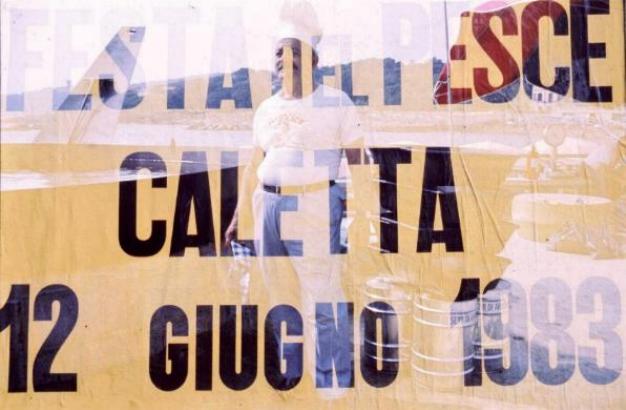 FESTA DEL PESCE
CALETTA
12 GIUGNO 1983